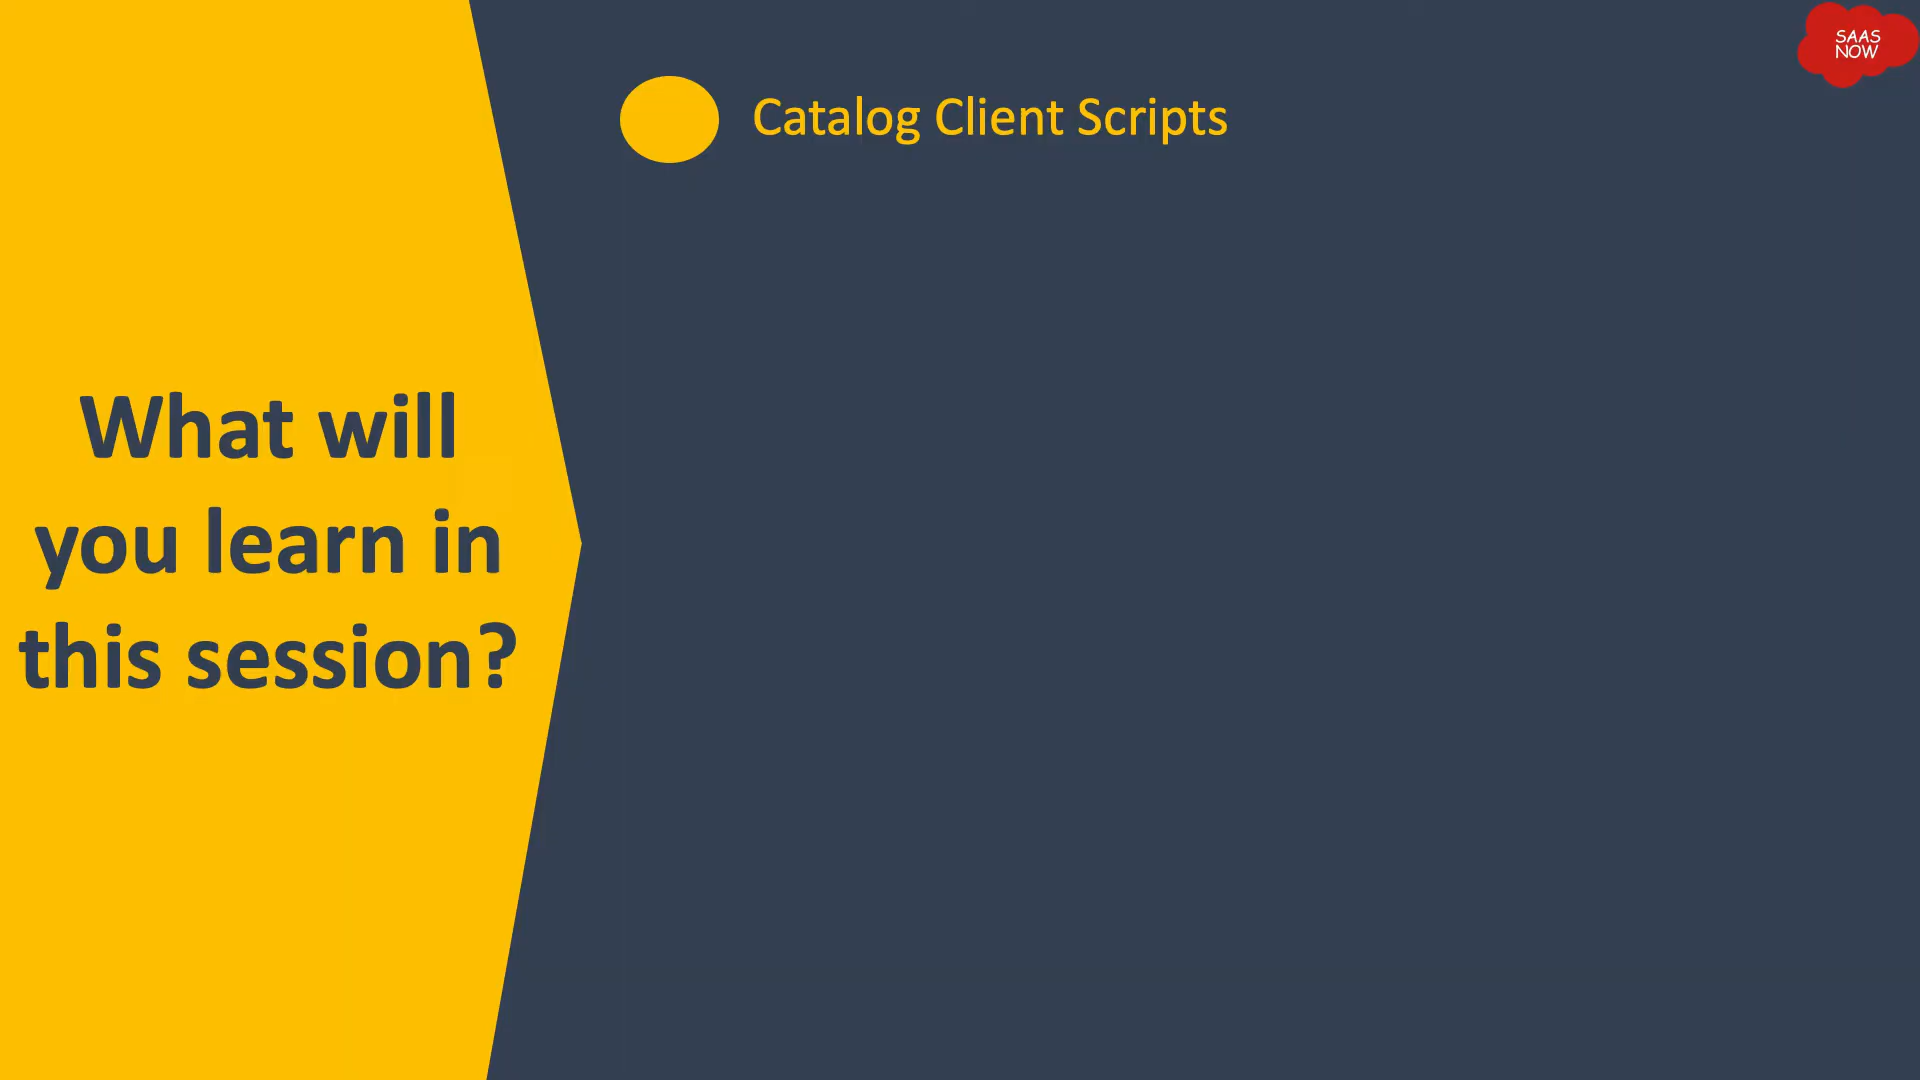 What will
you learn in
this session?
Catalog Client Scripts
SAAS
NOW